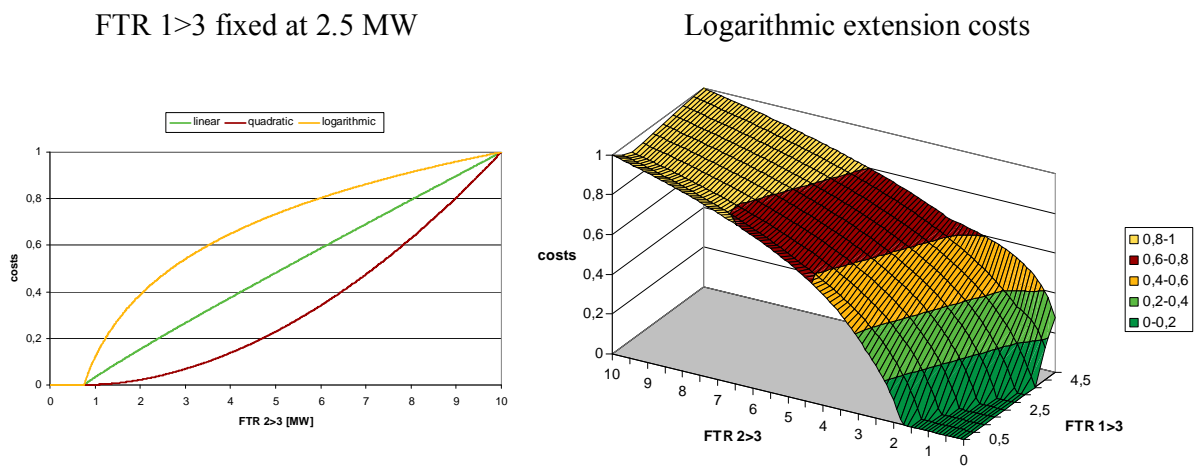 FTR 1>3 fixed at 2.5 MW
linear quadratic logarithmic
1
0,8
0,6
0,4
0,2
0
costs
0 1 2 3 4 5 6 7 8 9 10
FTR 2>3 [MW]
Logarithmic extension costs
1
0,8
0,6
0,4
0,2
0
costs
10 9 8 7 6 5 4 3 2 1 0
FTR 2>3
0,5 2,5 4,5
FTR 1>3
0,8-1
0,6-0,8
0,4-0,6
0,2-0,4
0-0,2